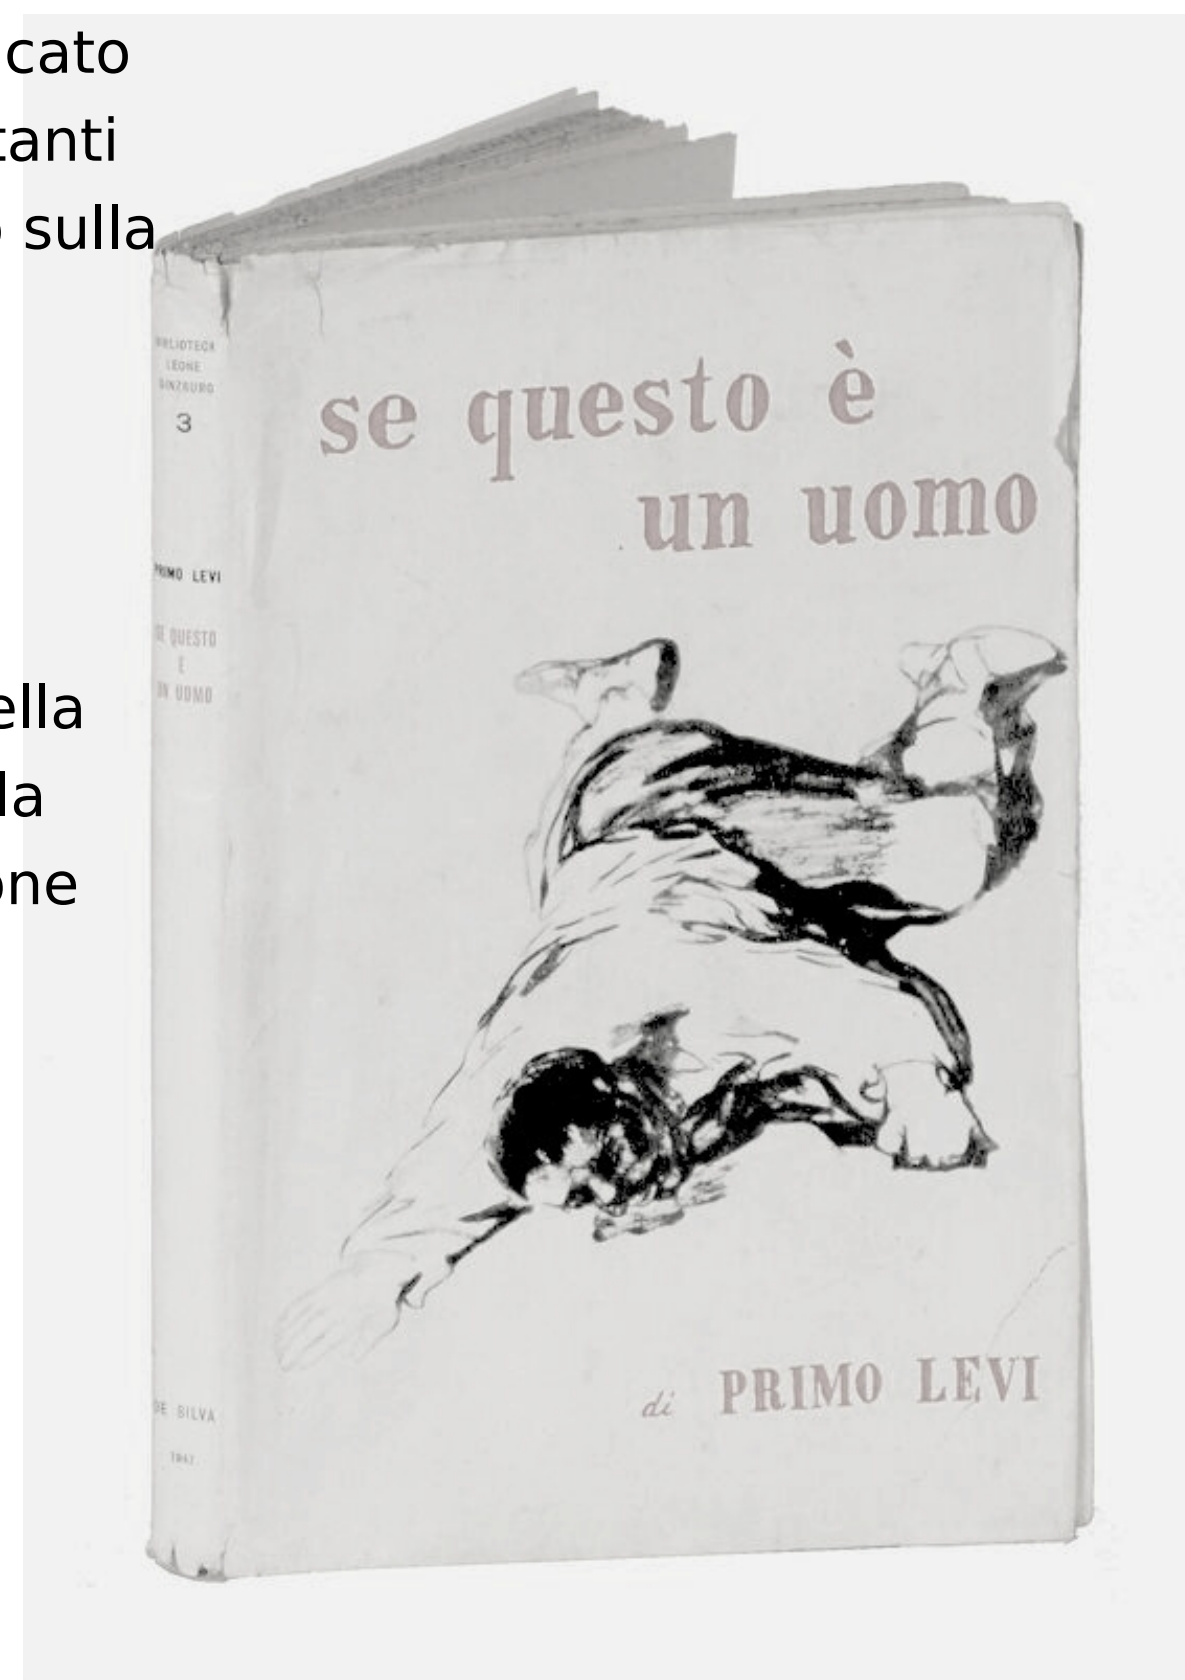 cato
tanti
o sulla
ella
la
one
BIBLIOTECA
LEONE
GINZBURG
3
PRIMO LEVI
SE QUESTO
È
UN UOMO
DE SILVA
1947
se questo è
un uomo
di PRIMO LEVI